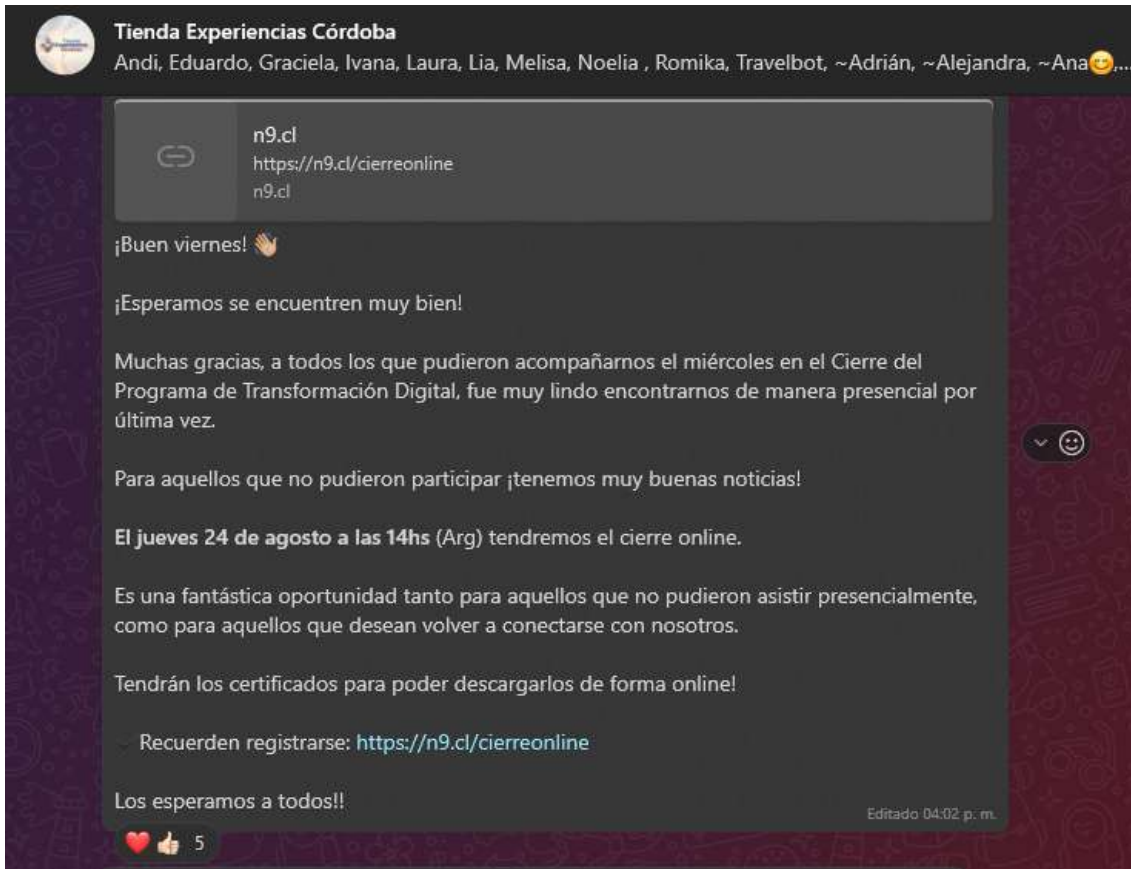 Tienda Experiencias Córdoba
Andi, Eduardo, Graciela, Ivana, Laura, Lia, Melisa, Noelia , Romika, Travelbot, ~Adrián, ~Alejandra, ~Ana😊,...
n9.cl
https://n9.cl/cierreonline
n9.cl
¡Buen viernes! 👋🏼
¡Esperamos se encuentren muy bien!
Muchas gracias, a todos los que pudieron acompañarnos el miércoles en el Cierre del
Programa de Transformación Digital, fue muy lindo encontrarnos de manera presencial por
última vez.
Para aquellos que no pudieron participar ¡tenemos muy buenas noticias!
El jueves 24 de agosto a las 14hs (Arg) tendremos el cierre online.
Es una fantástica oportunidad tanto para aquellos que no pudieron asistir presencialmente,
como para aquellos que desean volver a conectarse con nosotros.
Tendrán los certificados para poder descargarlos de forma online!
Recuerden registrarse: https://n9.cl/cierreonline
Los esperamos a todos!!
Editado 04:02 p. m.
❤️👍🏼 5